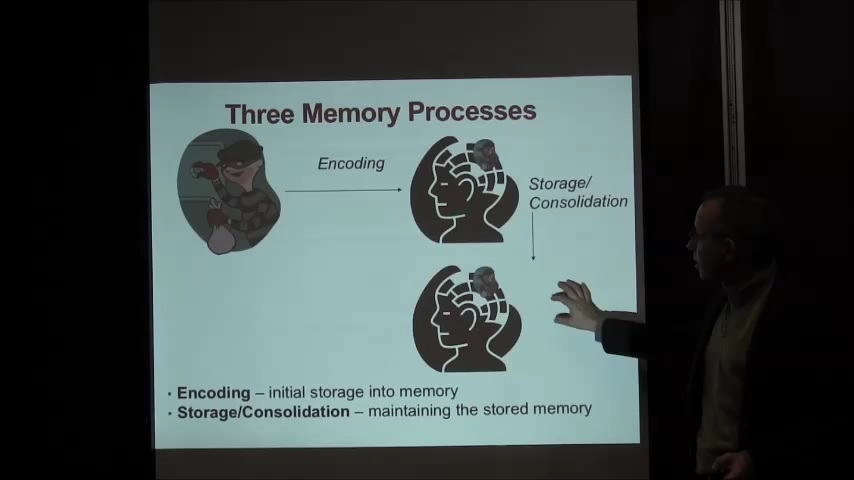 Three Memory Processes
Encoding
Storage/
Consolidation
• Encoding – initial storage into memory
• Storage/Consolidation – maintaining the stored memory